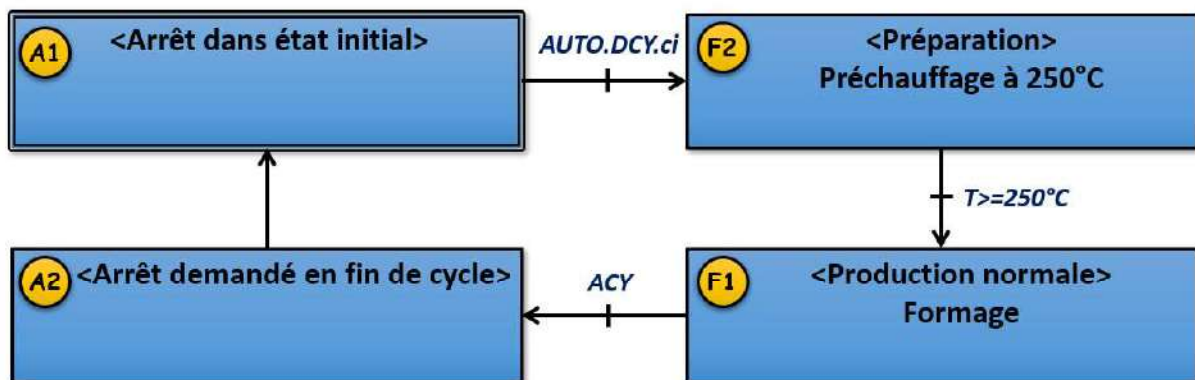 A1
<Arrêt dans état initial>
AUTO.DCY.ci
F2
<Préparation>
Préchauffage à 250°C
T>=250°C
A2
<Arrêt demandé en fin de cycle>
ACY
F1
<Production normale>
Formage